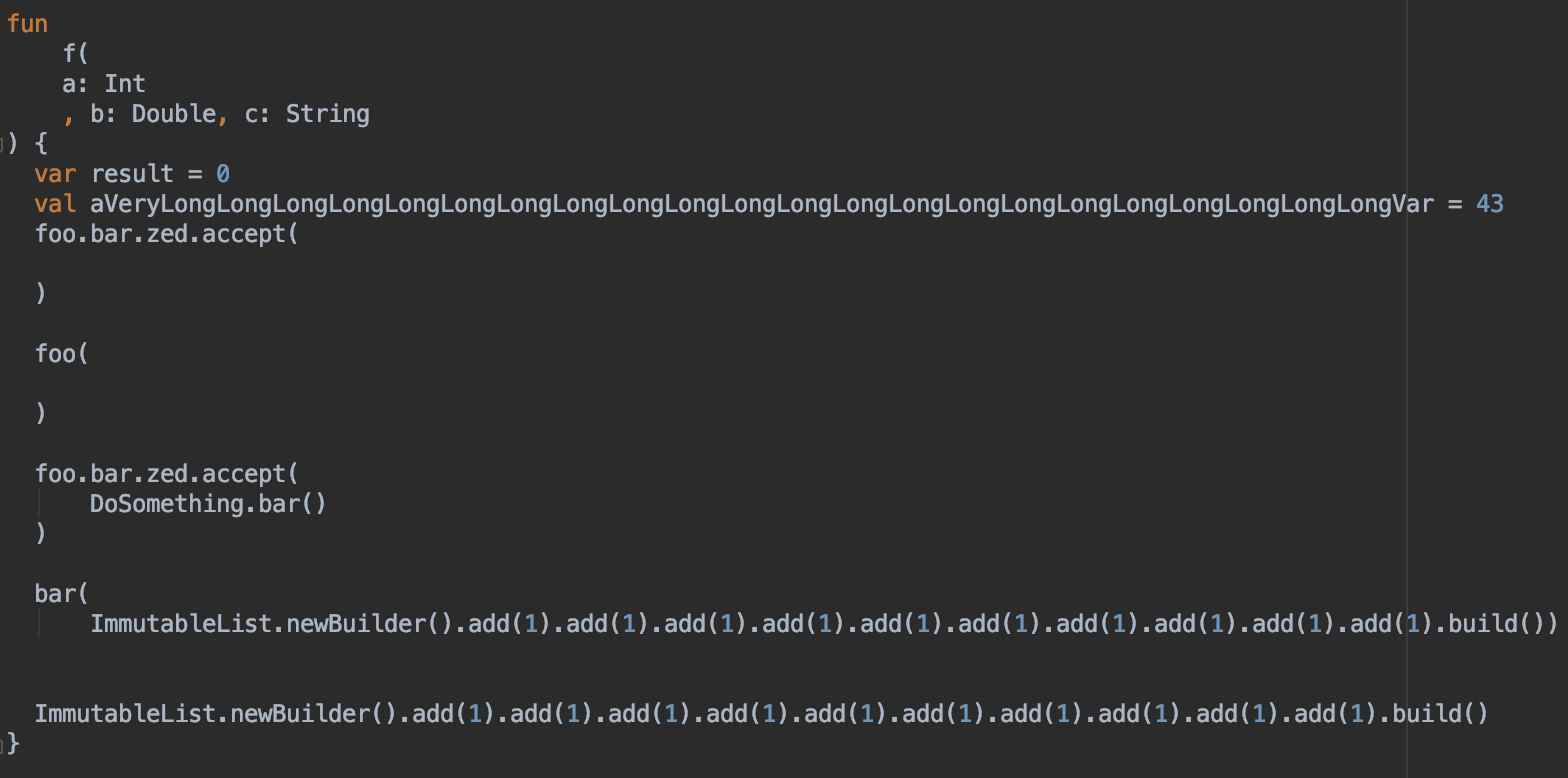 fun
    f(
    a: Int
    , b: Double, c: String
) {
  var result = 0
  val aVeryLongLongLongLongLongLongLongLongLongLongLongLongLongLongLongLongLongLongLongLongLongLongVar = 43
  foo.bar.zed.accept(
  )
  foo(
  )
  foo.bar.zed.accept(
      DoSomething.bar()
  )
  bar(
      ImmutableList.newBuilder().add(1).add(1).add(1).add(1).add(1).add(1).add(1).add(1).add(1).add(1).build())
  ImmutableList.newBuilder().add(1).add(1).add(1).add(1).add(1).add(1).add(1).add(1).add(1).add(1).build()
}